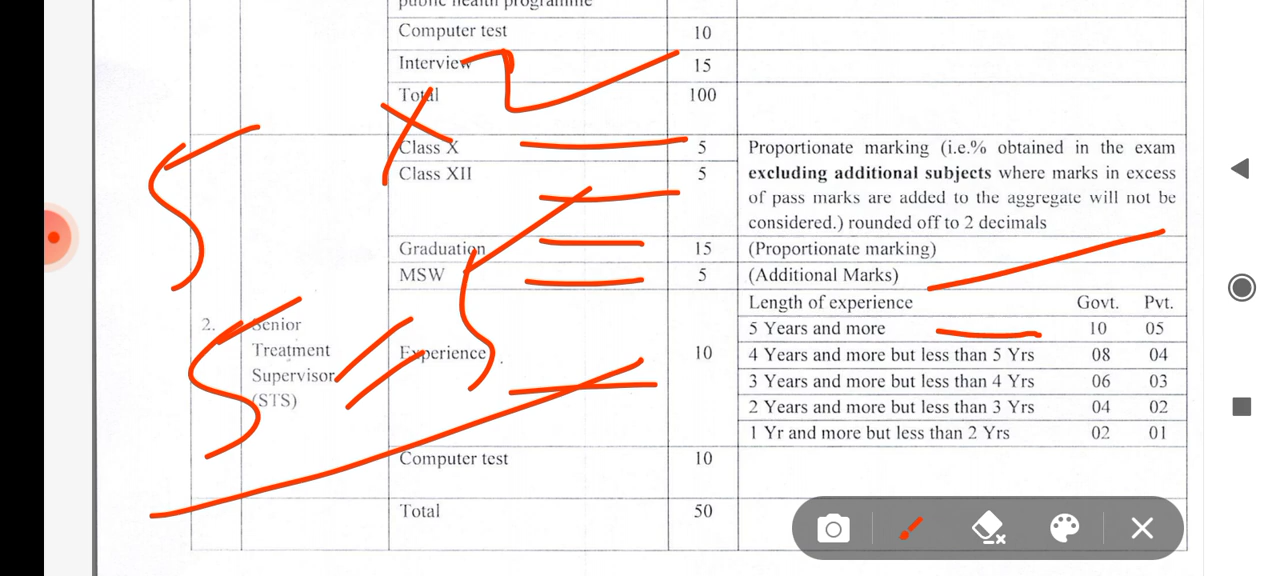 public health programme
Computer test 10
Interview 15
Total 100
Class X 5 Proportionate marking (i.e.% obtained in the exam
Class XII 5 excluding additional subjects where marks in excess
of pass marks are added to the aggregate will not be
considered.) rounded off to 2 decimals
Graduation 15 (Proportionate marking)
MSW 5 (Additional Marks)
Length of experience Govt. Pvt.
2. Senior 5 Years and more 10 05
Treatment Experience 10 4 Years and more but less than 5 Yrs 08 04
Supervisor 3 Years and more but less than 4 Yrs 06 03
(STS) 2 Years and more but less than 3 Yrs 04 02
1 Yr and more but less than 2 Yrs 02 01
Computer test 10
Total 50